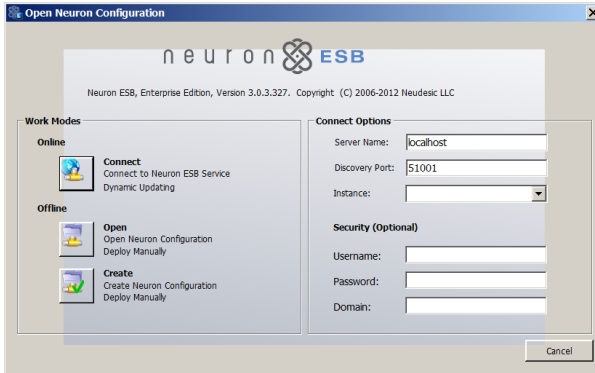 Open Neuron Configuration
neuron ESB
Neuron ESB, Enterprise Edition, Version 3.0.3.327. Copyright (C) 2006-2012 Neudesic LLC
Work Modes
Online
Connect
Connect to Neuron ESB Service
Dynamic Updating
Offline
Open
Open Neuron Configuration
Deploy Manually
Create
Create Neuron Configuration
Deploy Manually
Connect Options
Server Name: localhost
Discovery Port: 51001
Instance:
Security (Optional)
Username:
Password:
Domain:
Cancel